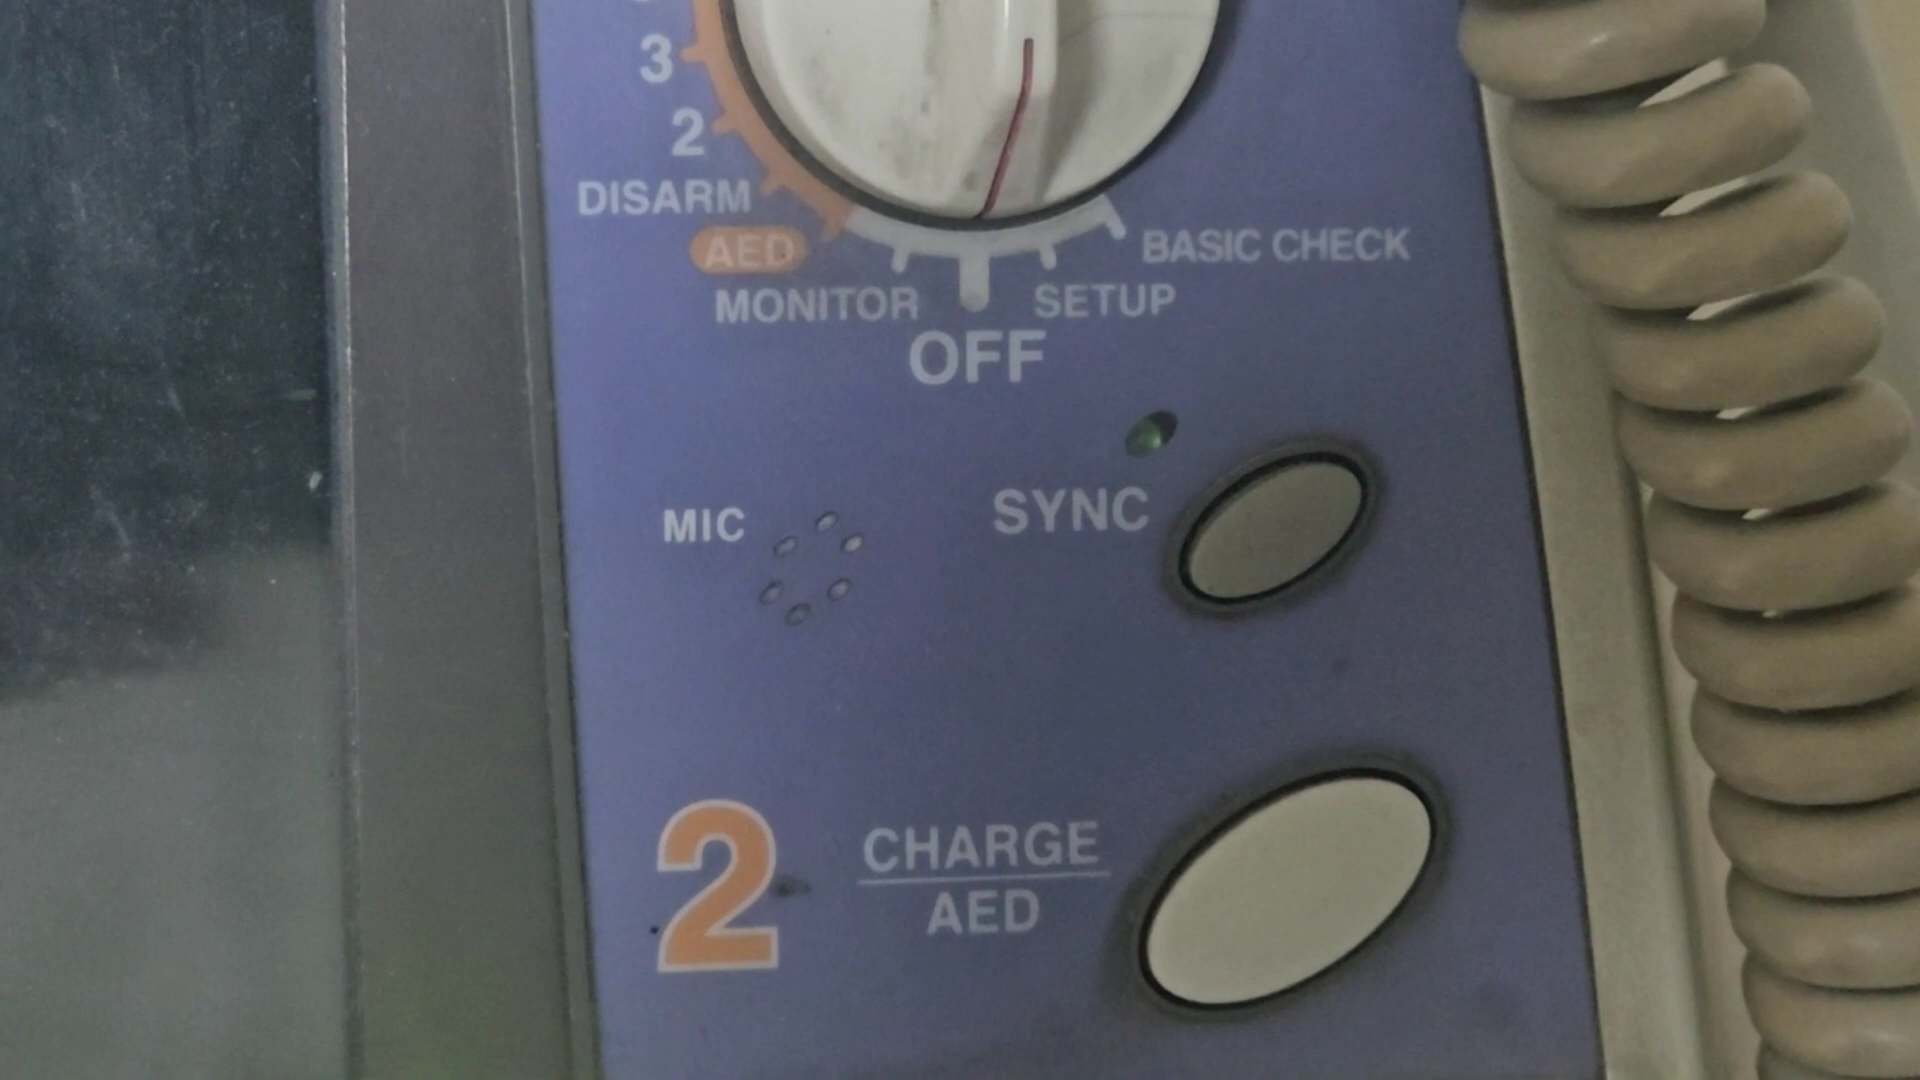 3
2
DISARM
AED
MONITOR
OFF
SETUP
BASIC CHECK
MIC
SYNC
2
CHARGE
AED